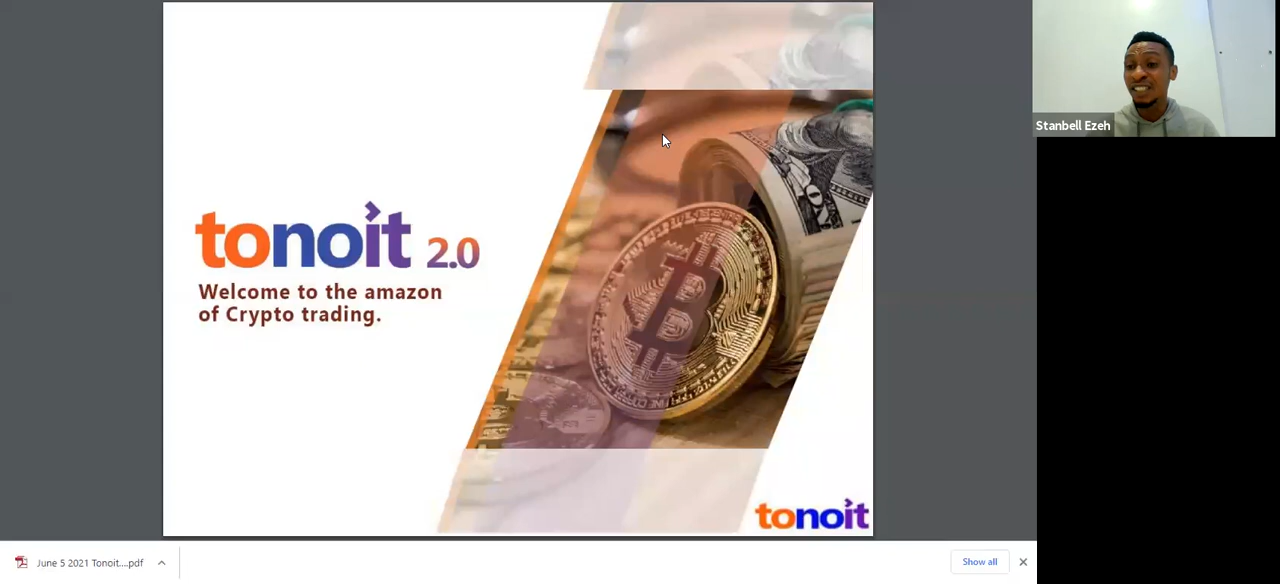 tonoit 2.0
Welcome to the amazon
of Crypto trading.
tonoit
Stanbell Ezeh
June 5 2021 Tonoit....pdf
Show all